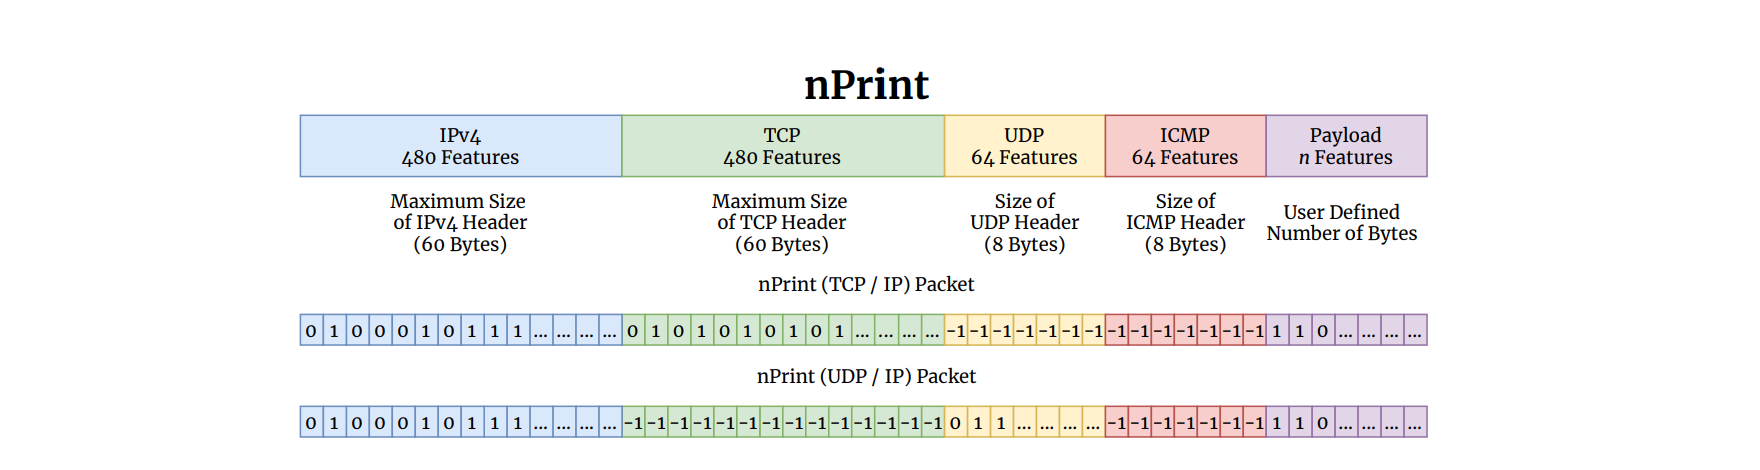 nPrint
IPv4 TCP UDP ICMP Payload
480 Features 480 Features 64 Features 64 Features n Features
Maximum Size of IPv4 Header (60 Bytes)
Maximum Size of TCP Header (60 Bytes)
Size of UDP Header (8 Bytes)
Size of ICMP Header (8 Bytes)
User Defined Number of Bytes
nPrint (TCP / IP) Packet
0 1 0 0 0 1 0 1 1 1 ... ... ... ... 0 1 0 1 0 1 0 1 0 1 ... ... ... ... -1 -1 -1 -1 -1 -1 -1 -1 -1 -1 -1 -1 -1 -1 1 1 0 ... ... ... ...
nPrint (UDP / IP) Packet
0 1 0 0 0 1 0 1 1 1 ... ... ... ... -1 -1 -1 -1 -1 -1 -1 -1 -1 -1 -1 -1 -1 -1 0 1 1 ... ... ... ... -1 -1 -1 -1 -1 -1 -1 1 1 0 ... ... ... ...